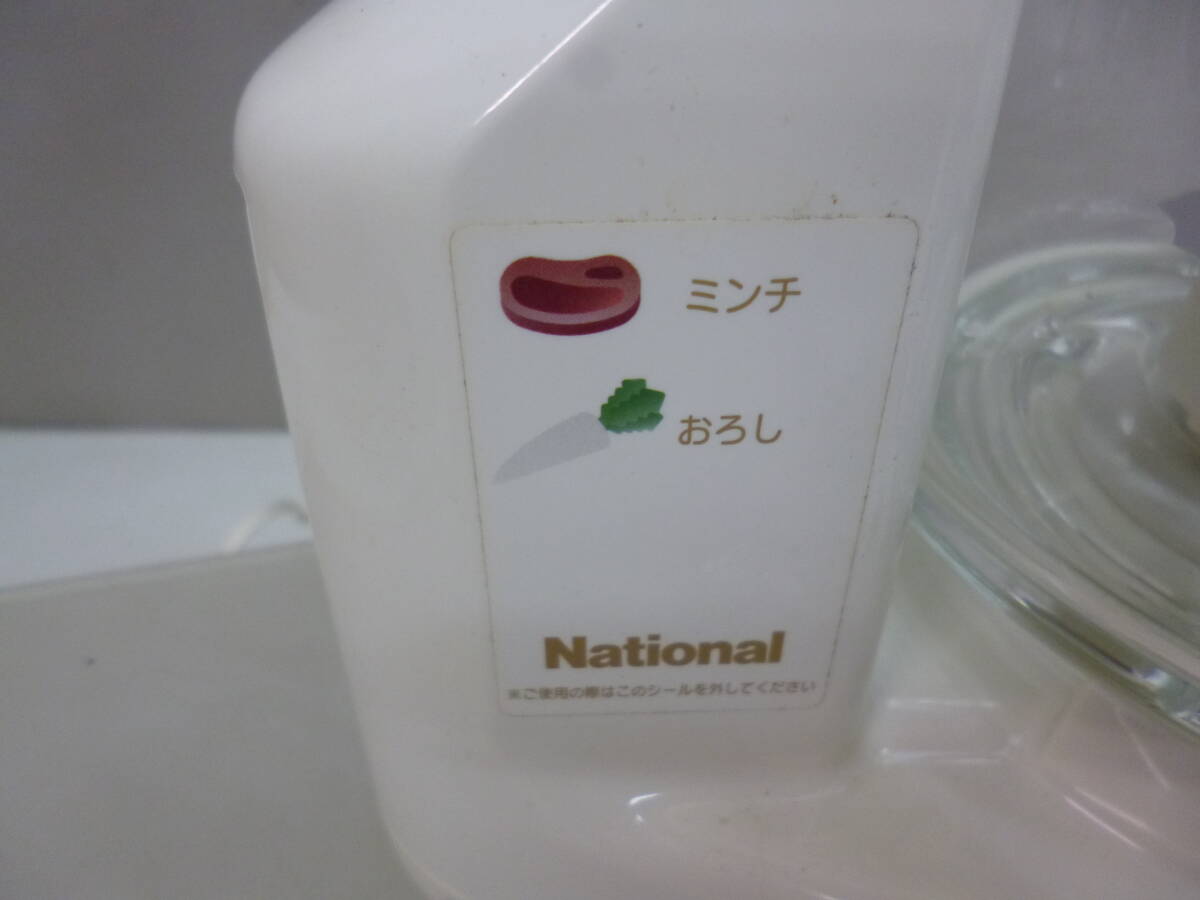 ミンチ
おろし
National
※ご使用の際はこのシールを外してください